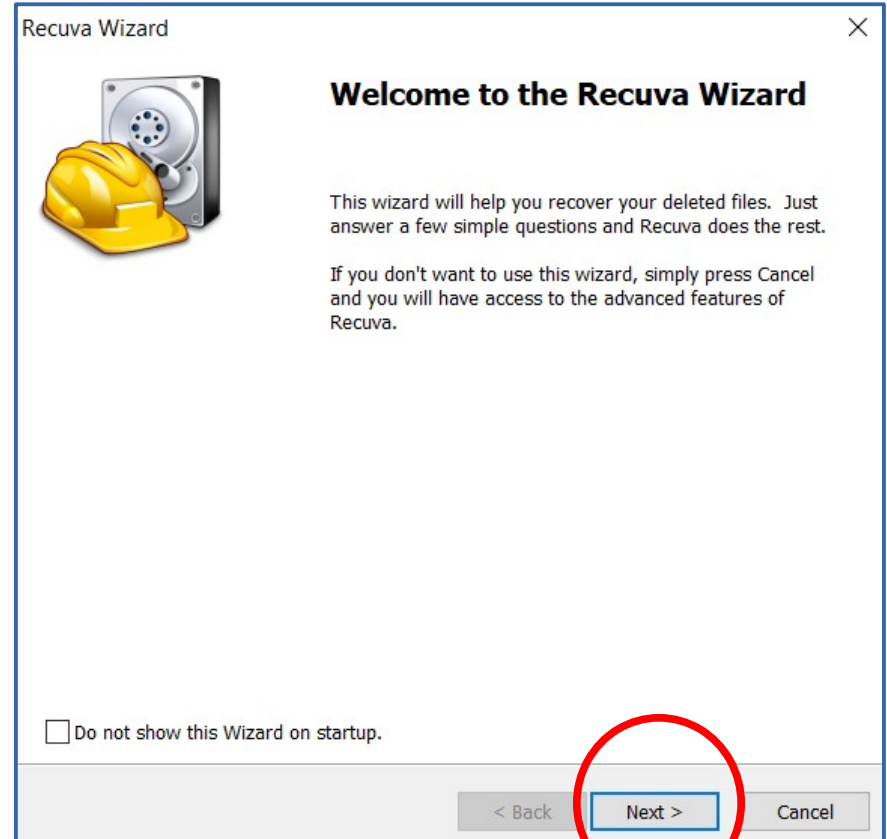 Recuva Wizard
Welcome to the Recuva Wizard
This wizard will help you recover your deleted files. Just
answer a few simple questions and Recuva does the rest.
If you don't want to use this wizard, simply press Cancel
and you will have access to the advanced features of
Recuva.
Do not show this Wizard on startup.
< Back Next > Cancel